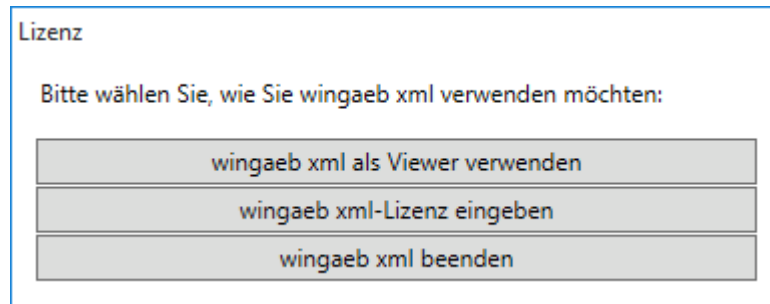 Lizenz
Bitte wählen Sie, wie Sie wingaeb xml verwenden möchten:
wingaeb xml als Viewer verwenden
wingaeb xml-Lizenz eingeben
wingaeb xml beenden